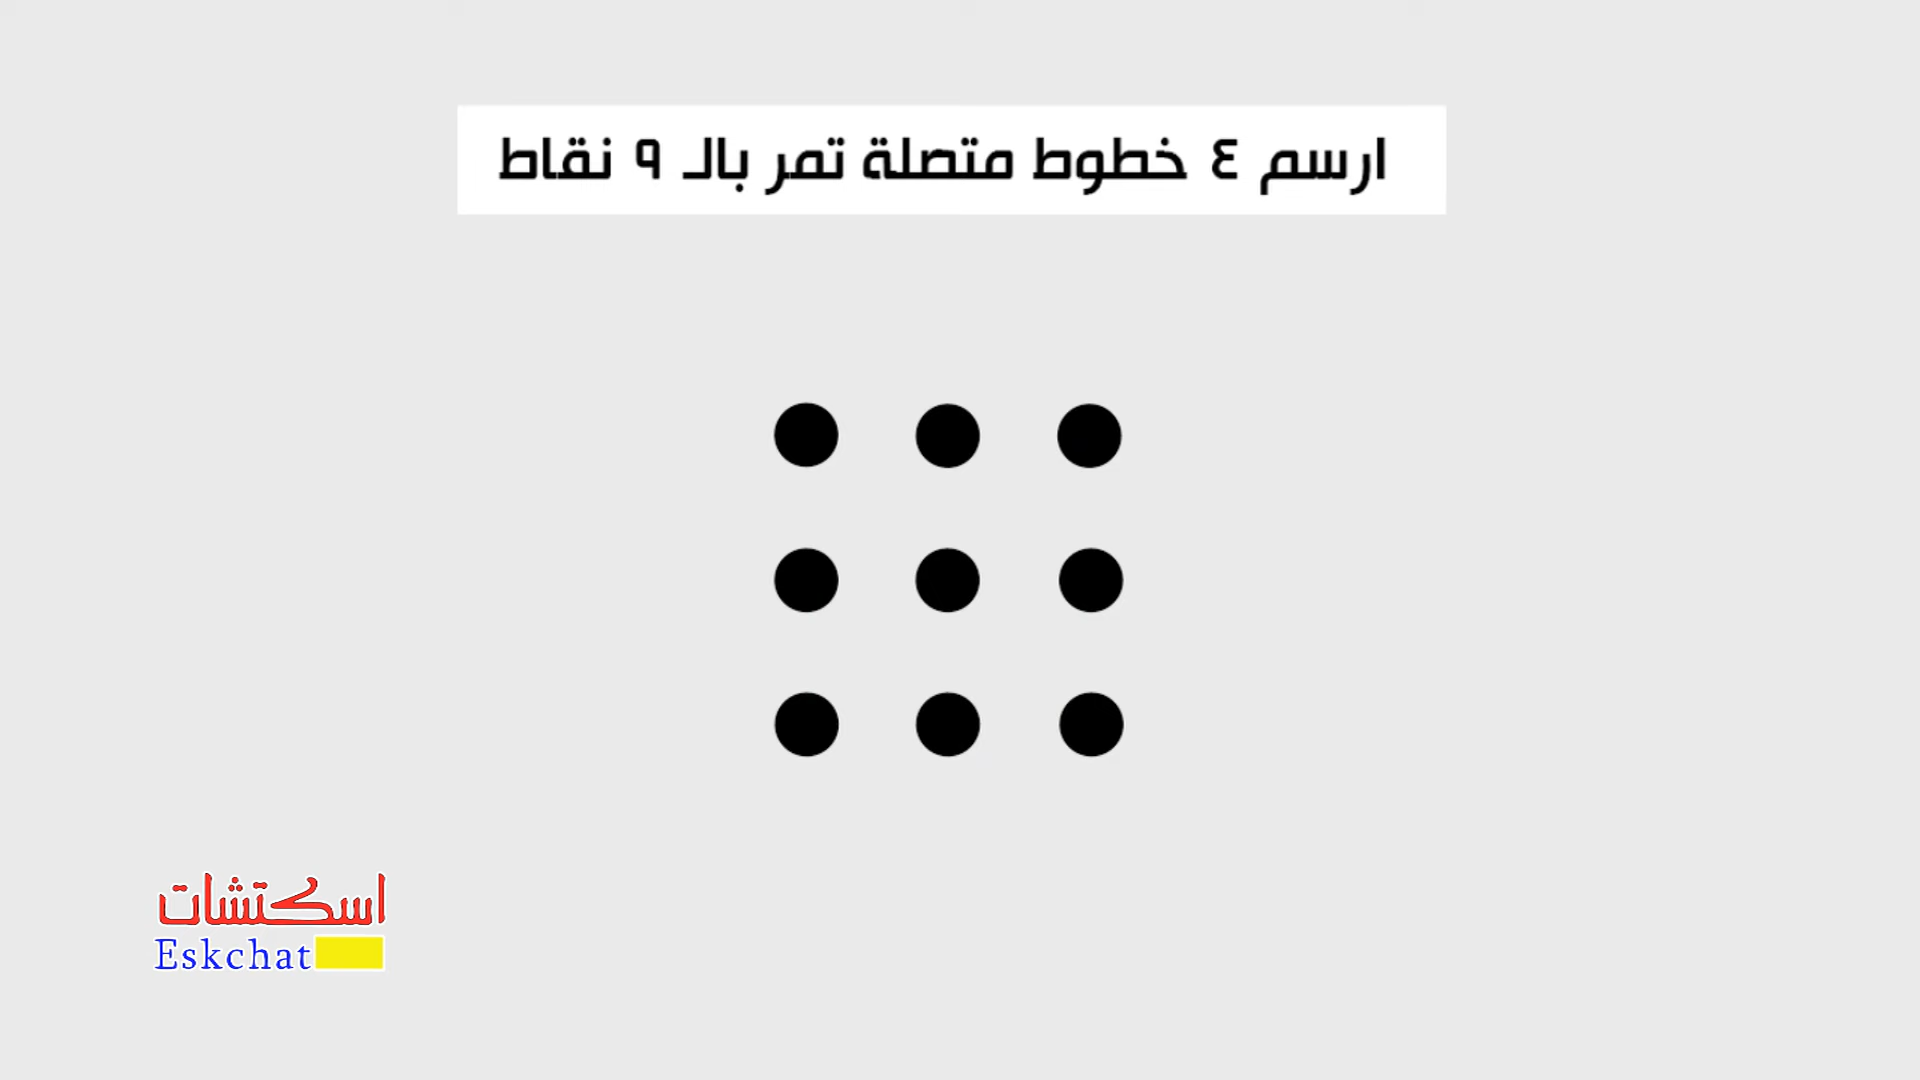 ارسم ٤ خطوط متصلة تمر بالـ ٩ نقاط
اسكتشات
Eskchat